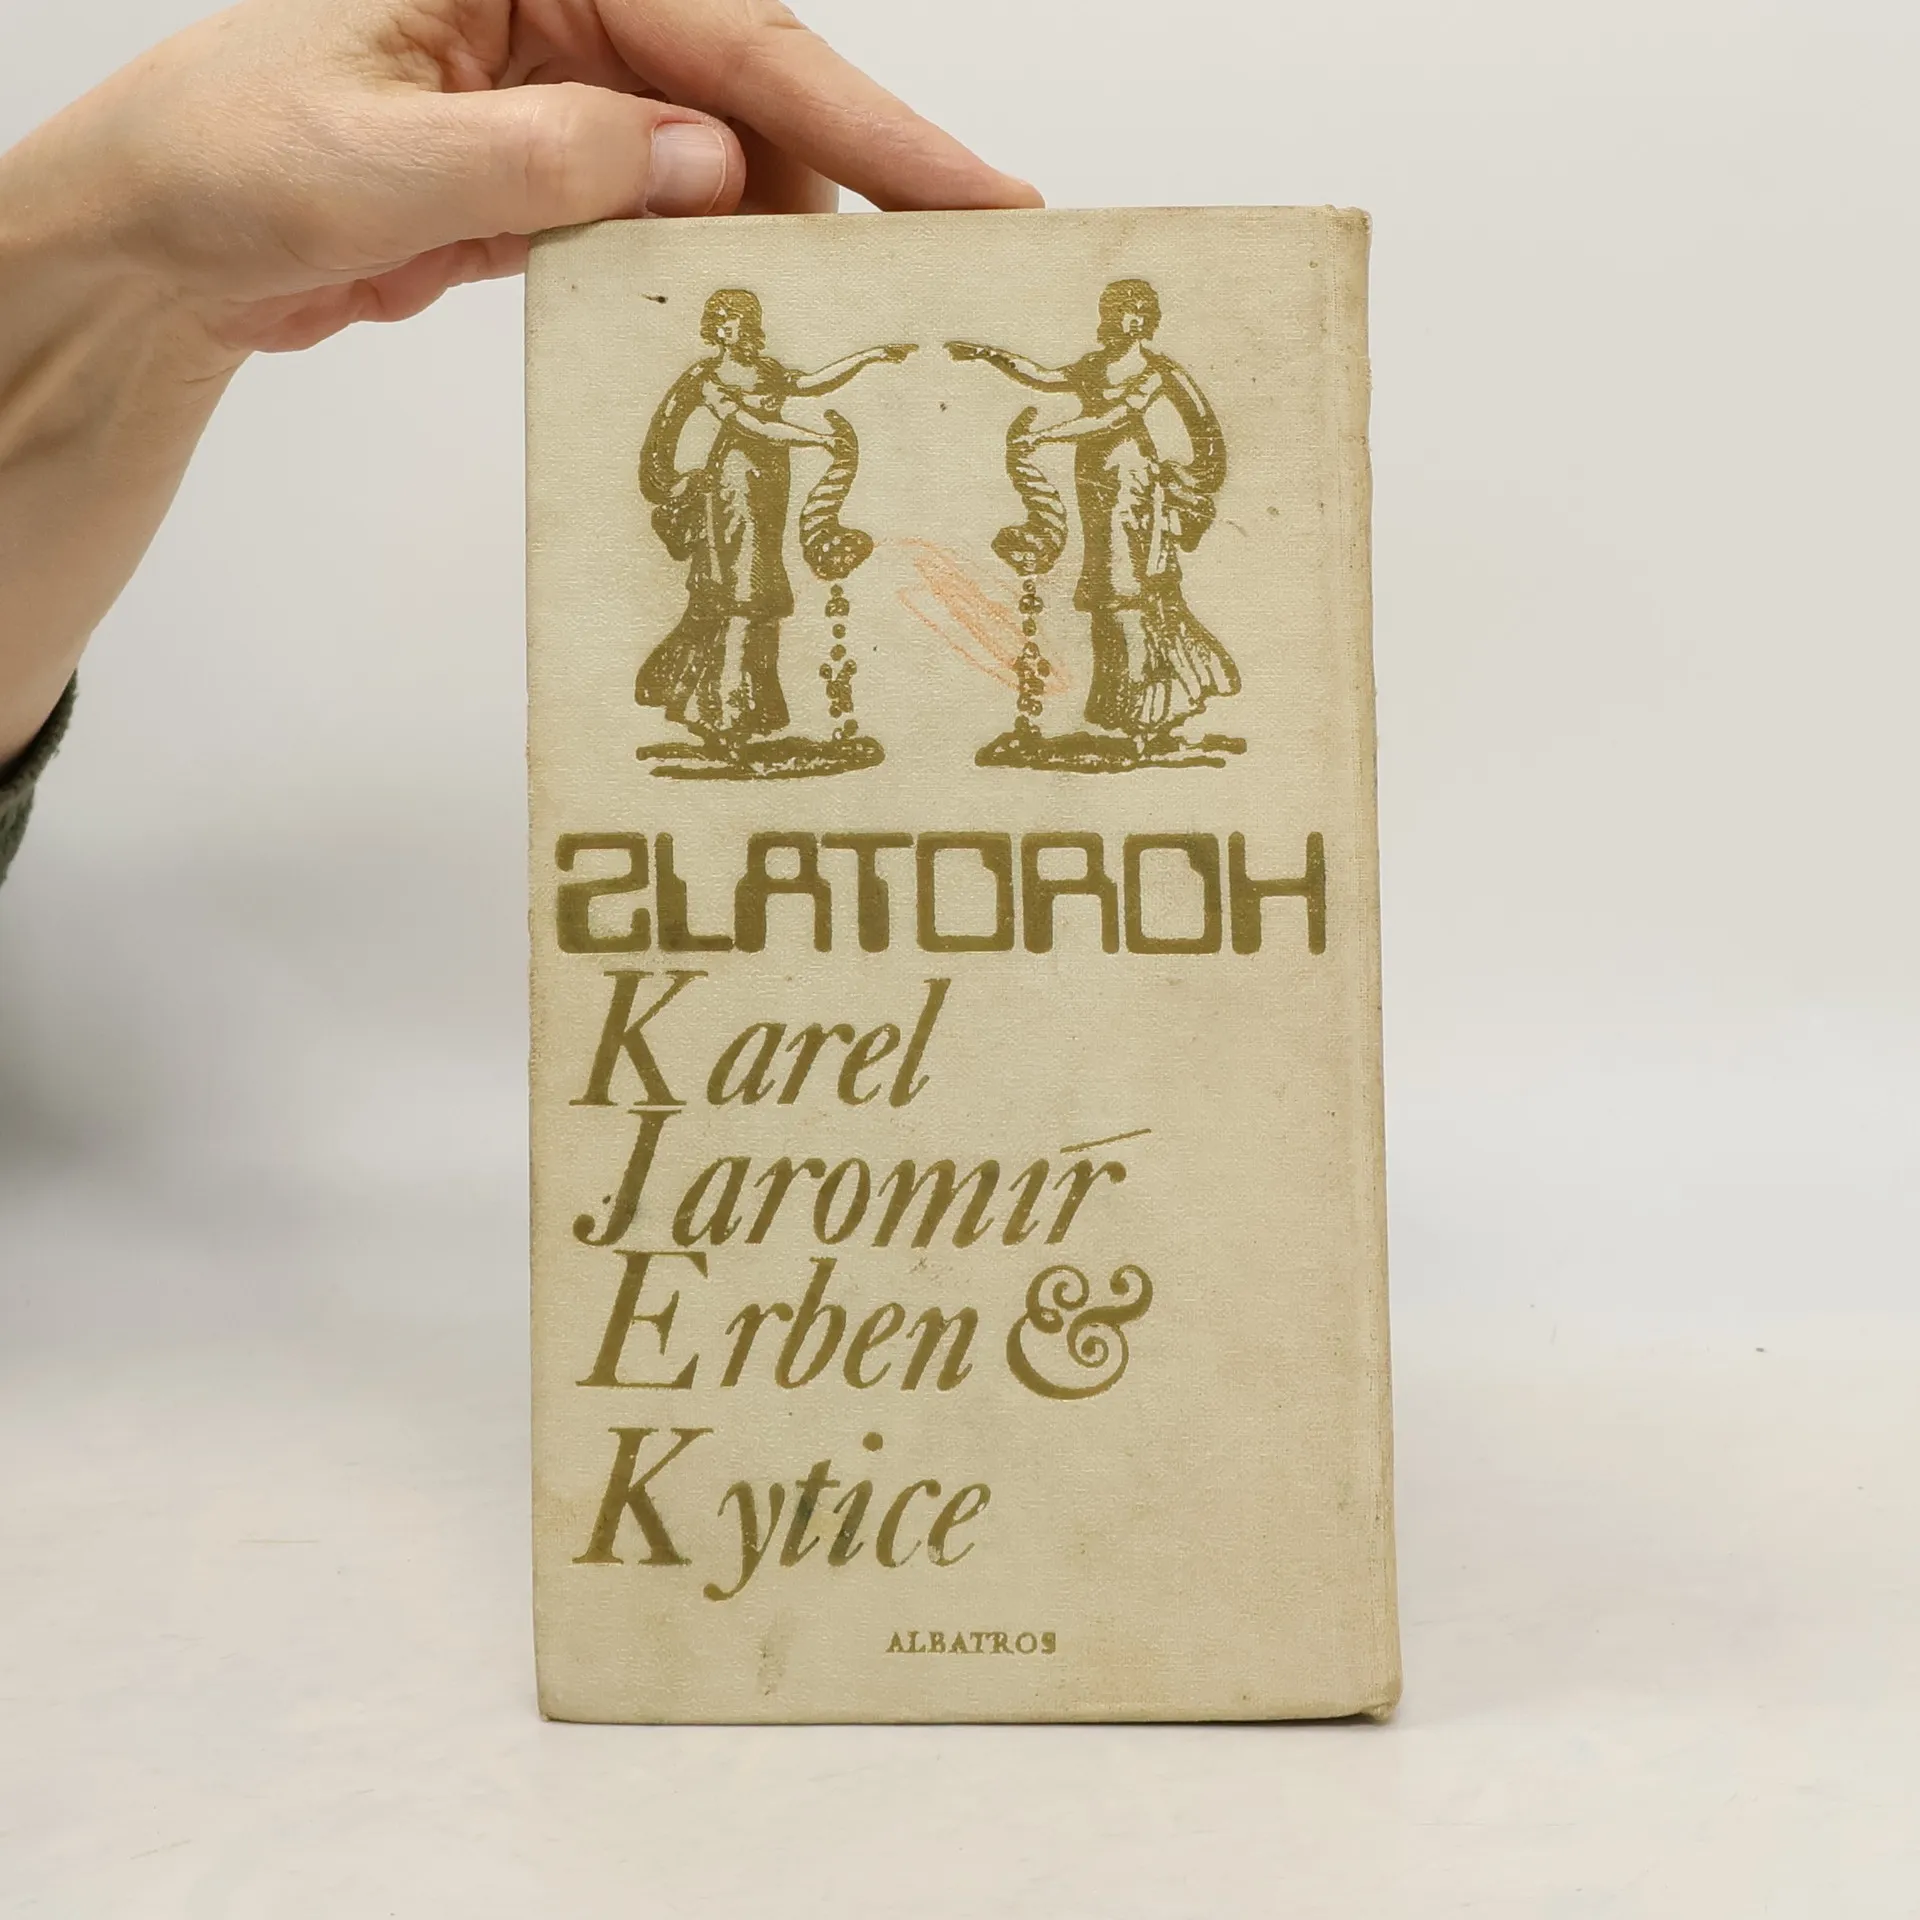 ZLATOROH
Karel
Jaromír
Erben &
Kytice
ALBATROS